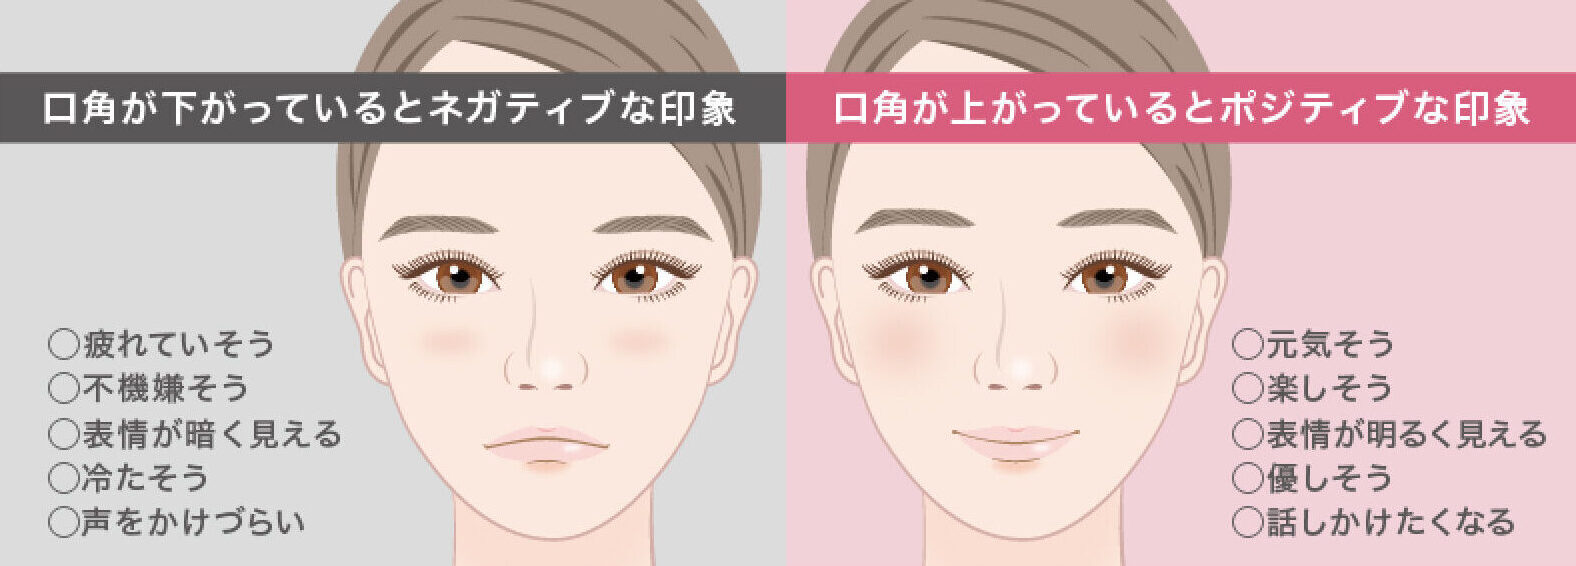 口角が下がっているとネガティブな印象
○疲れていそう
○不機嫌そう
○表情が暗く見える
○冷たそう
○声をかけづらい
口角が上がっているとポジティブな印象
○元気そう
○楽しそう
○表情が明るく見える
○優しそう
○話しかけたくなる